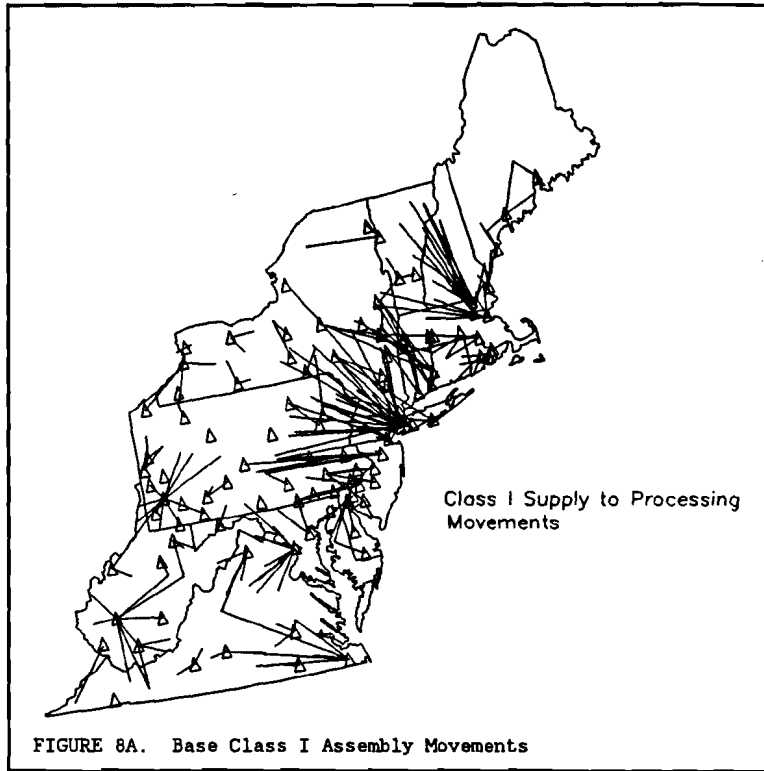 Class I Supply to Processing
Movements
FIGURE 8A. Base Class I Assembly Movements